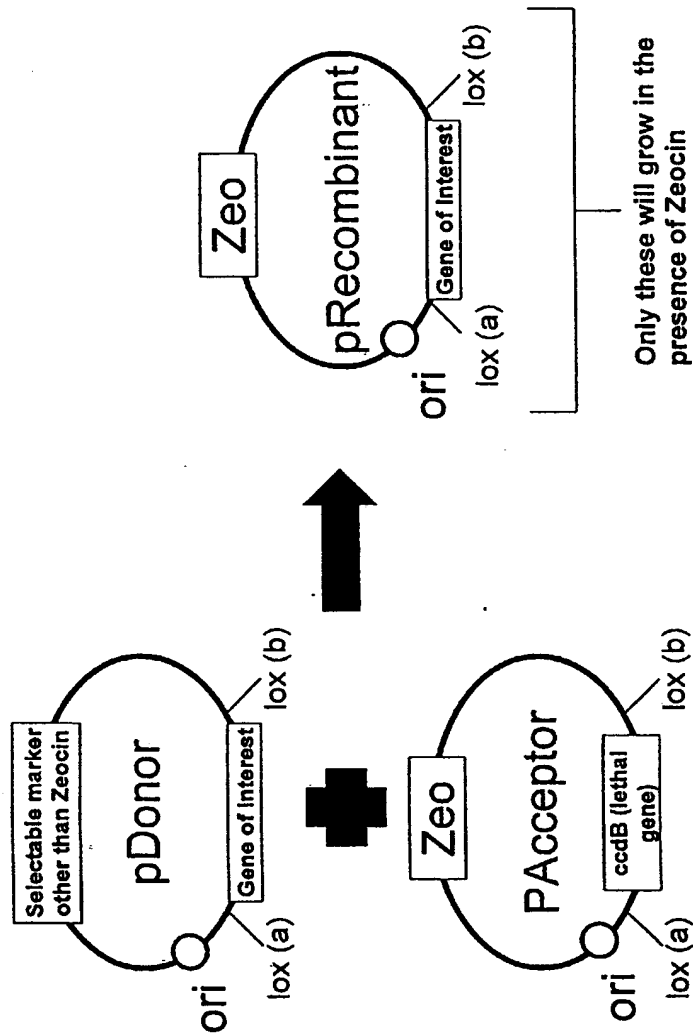 Selectable marker
other than Zeocin
pDonor
ori
lox (a)
Gene of Interest
lox (b)
Zeo
PAcceptor
ori
lox (a)
ccdB (lethal
gene)
lox (b)
Zeo
pRecombinant
ori
lox (a)
Gene of Interest
lox (b)
Only these will grow in the
presence of Zeocin